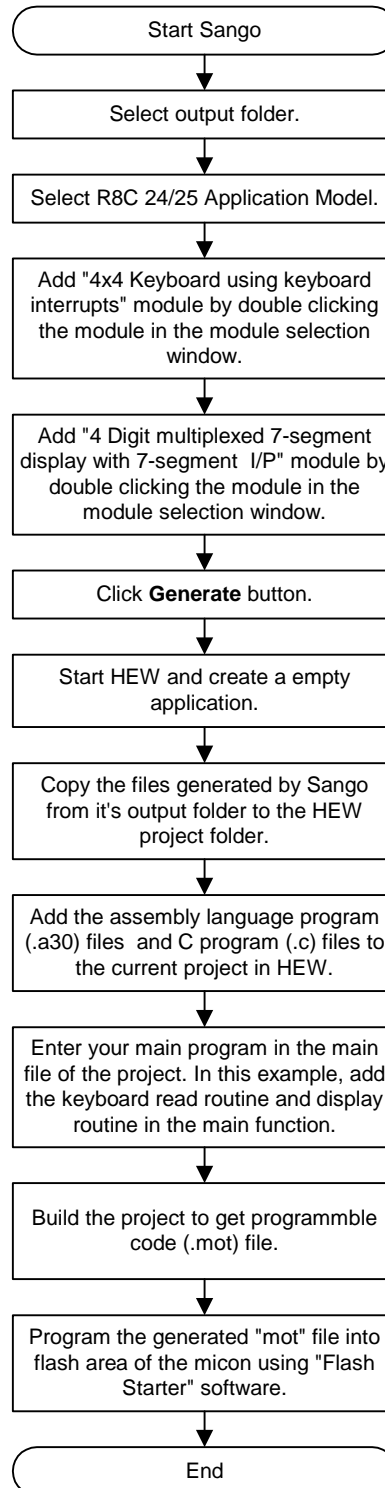 Start Sango
Select output folder.
Select R8C 24/25 Application Model.
Add "4x4 Keyboard using keyboard
interrupts" module by double clicking
the module in the module selection
window.
Add "4 Digit multiplexed 7-segment
display with 7-segment I/P" module by
double clicking the module in the
module selection window.
Click Generate button.
Start HEW and create a empty
application.
Copy the files generated by Sango
from it's output folder to the HEW
project folder.
Add the assembly language program
(.a30) files and C program (.c) files to
the current project in HEW.
Enter your main program in the main
file of the project. In this example, add
the keyboard read routine and display
routine in the main function.
Build the project to get programmble
code (.mot) file.
Program the generated "mot" file into
flash area of the micon using "Flash
Starter" software.
End